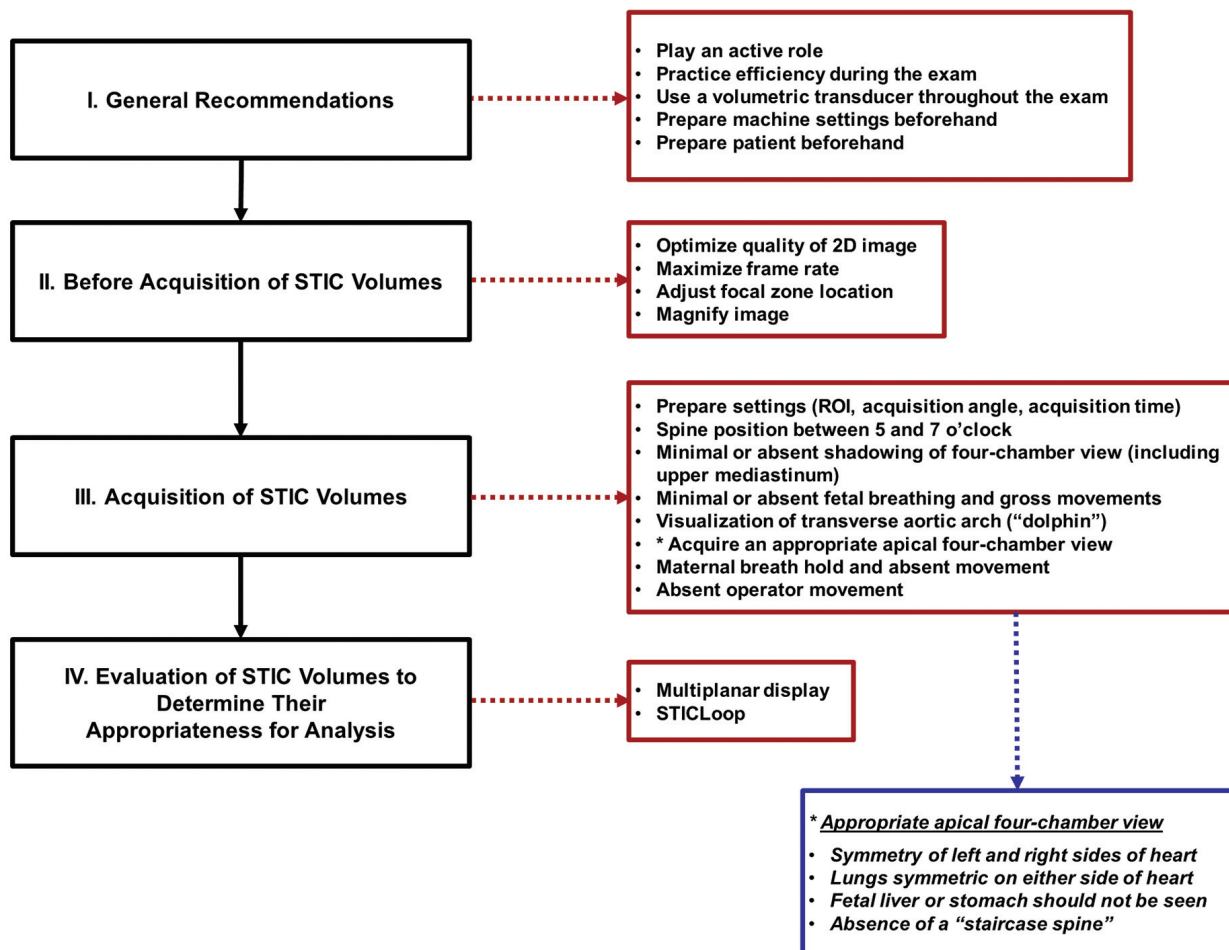 I. General Recommendations
• Play an active role
• Practice efficiency during the exam
• Use a volumetric transducer throughout the exam
• Prepare machine settings beforehand
• Prepare patient beforehand
II. Before Acquisition of STIC Volumes
• Optimize quality of 2D image
• Maximize frame rate
• Adjust focal zone location
• Magnify image
III. Acquisition of STIC Volumes
• Prepare settings (ROI, acquisition angle, acquisition time)
• Spine position between 5 and 7 o’clock
• Minimal or absent shadowing of four-chamber view (including
upper mediastinum)
• Minimal or absent fetal breathing and gross movements
• Visualization of transverse aortic arch (“dolphin”)
• * Acquire an appropriate apical four-chamber view
• Maternal breath hold and absent movement
• Absent operator movement
IV. Evaluation of STIC Volumes to
Determine Their
Appropriateness for Analysis
• Multiplanar display
• STICLoop
* Appropriate apical four-chamber view
• Symmetry of left and right sides of heart
• Lungs symmetric on either side of heart
• Fetal liver or stomach should not be seen
• Absence of a “staircase spine”